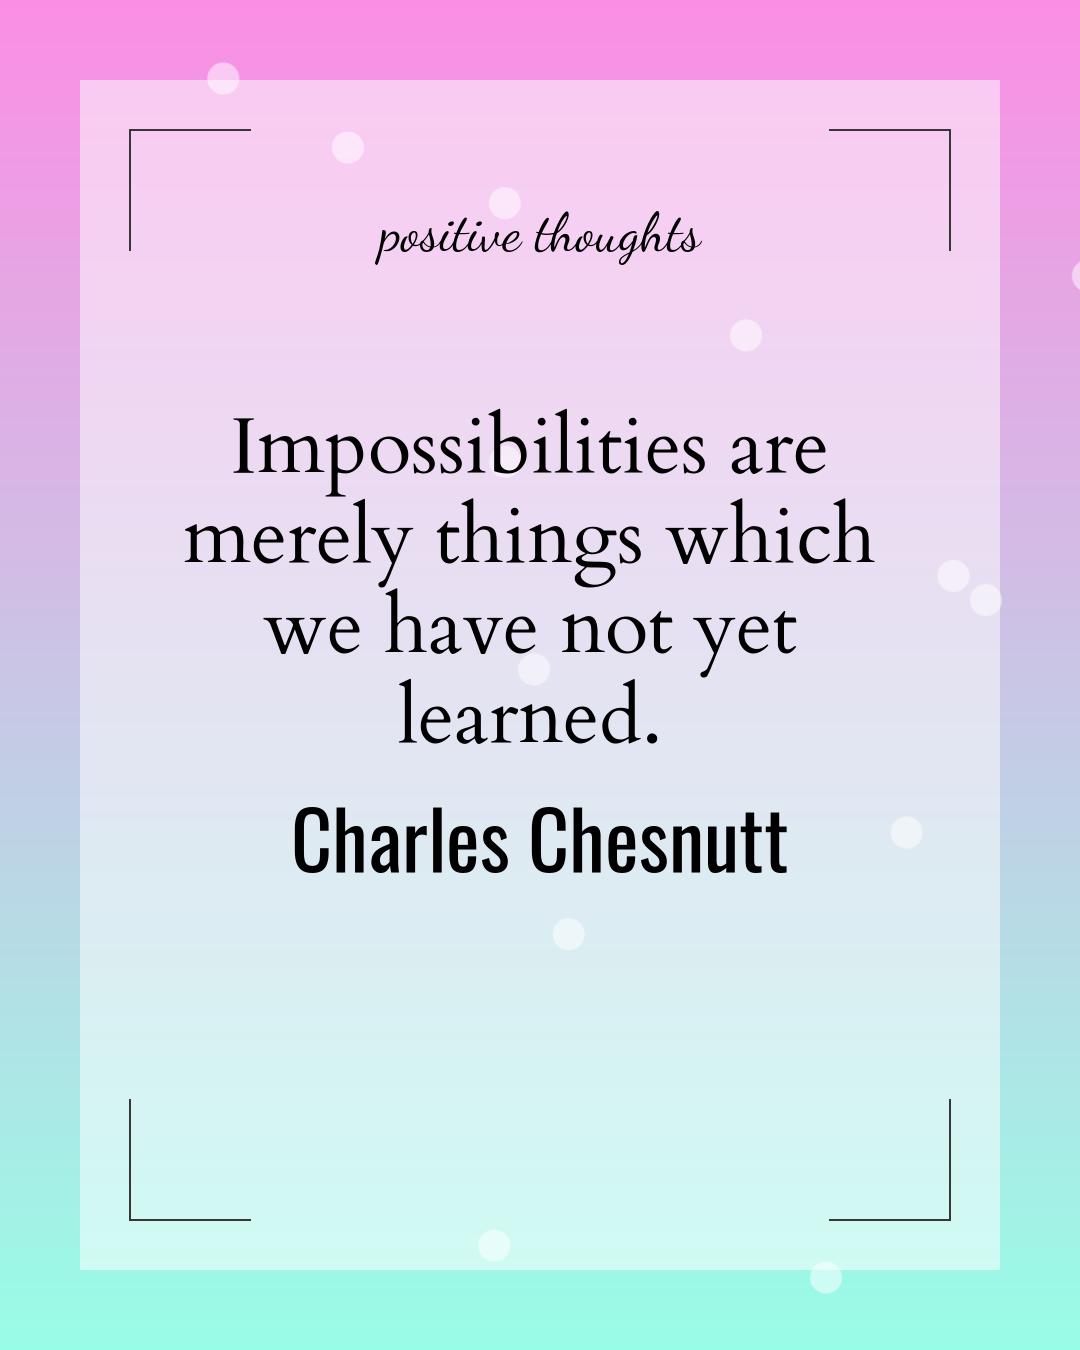 positive thoughts
Impossibilities are
merely things which
we have not yet
learned.
Charles Chesnutt